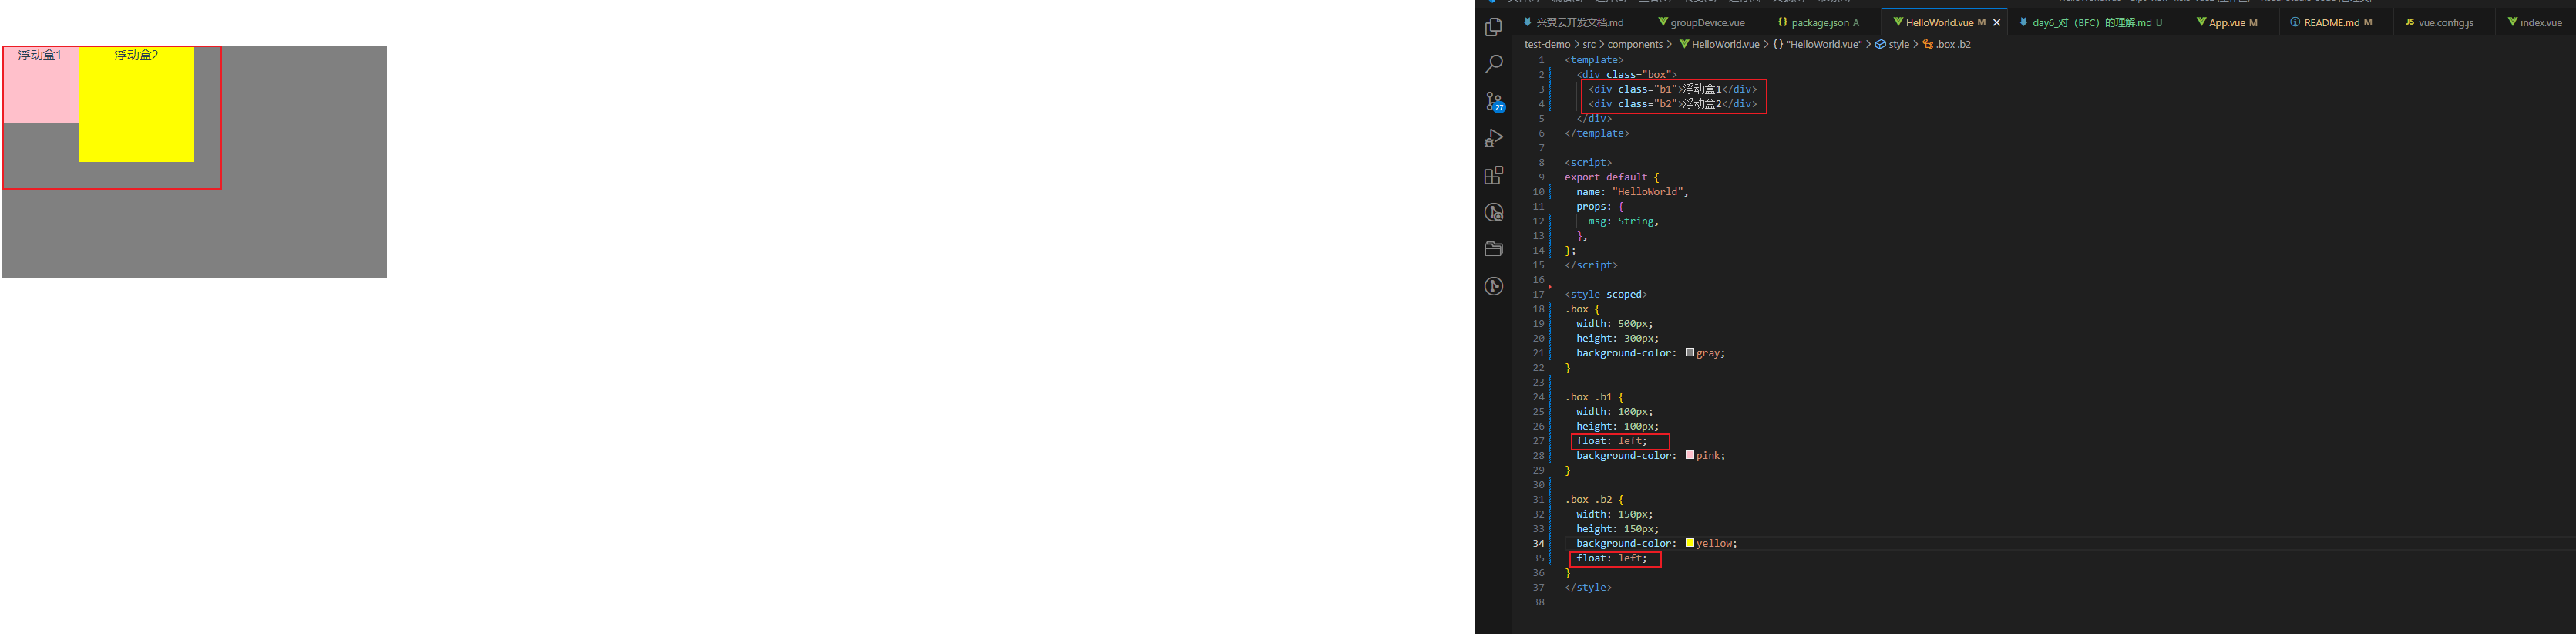 浮动盒1
浮动盒2
兴翼云开发文档.md
groupDevice.vue
package.json A
HelloWorld.vue M
day6_对（BFC）的理解.md U
App.vue M
README.md M
vue.config.js
index.vue
test-demo > src > components > HelloWorld.vue > {} "HelloWorld.vue" > style > .box .b2
27
1 <template>
2 <div class="box">
3 <div class="b1">浮动盒1</div>
4 <div class="b2">浮动盒2</div>
5 </div>
6 </template>
7
8 <script>
9 export default {
10 name: "HelloWorld",
11 props: {
12 msg: String,
13 },
14 };
15 </script>
16
17 <style scoped>
18 .box {
19 width: 500px;
20 height: 300px;
21 background-color: gray;
22 }
23
24 .box .b1 {
25 width: 100px;
26 height: 100px;
27 float: left;
28 background-color: pink;
29 }
30
31 .box .b2 {
32 width: 150px;
33 height: 150px;
34 background-color: yellow;
35 float: left;
36 }
37 </style>
38